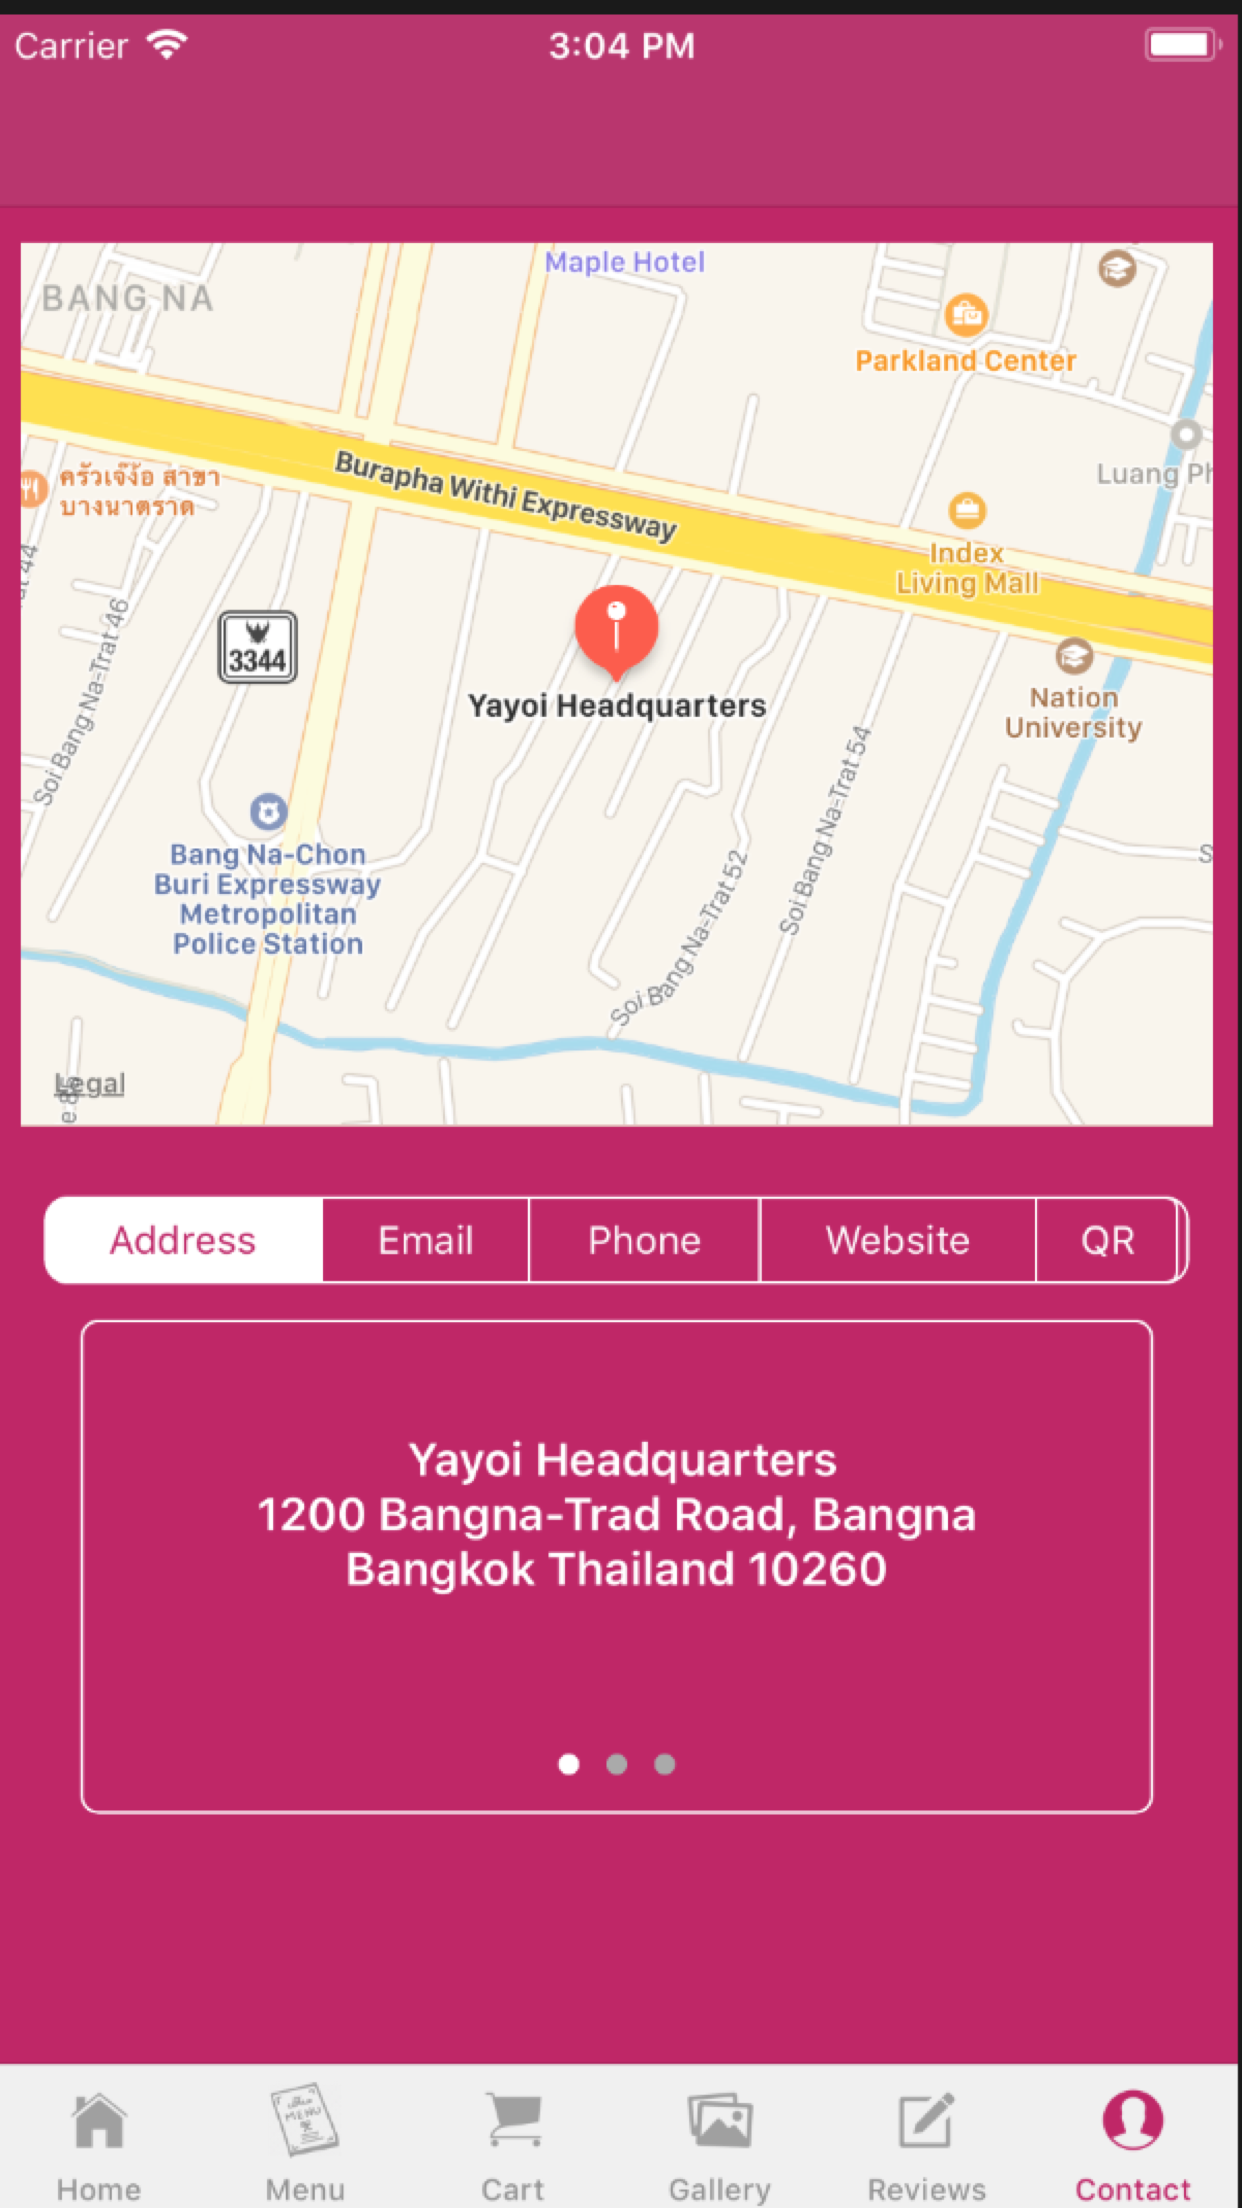 Carrier
3:04 PM
Maple Hotel
BANG NA
Parkland Center
Burapha Withi Expressway
ครัวเจ๊ง้อ สาขา
บางนาตราด
Luang Ph
Index
Living Mall
Soi Bang Na-Trat 46
3344
Yayoi Headquarters
Nation
University
Soi Bang Na-Trat 54
Bang Na-Chon
Buri Expressway
Metropolitan
Police Station
Soi Bang Na-Trat 52
Legal
Address
Email
Phone
Website
QR
Yayoi Headquarters
1200 Bangna-Trad Road, Bangna
Bangkok Thailand 10260
MENU
Home
Menu
Cart
Gallery
Reviews
Contact